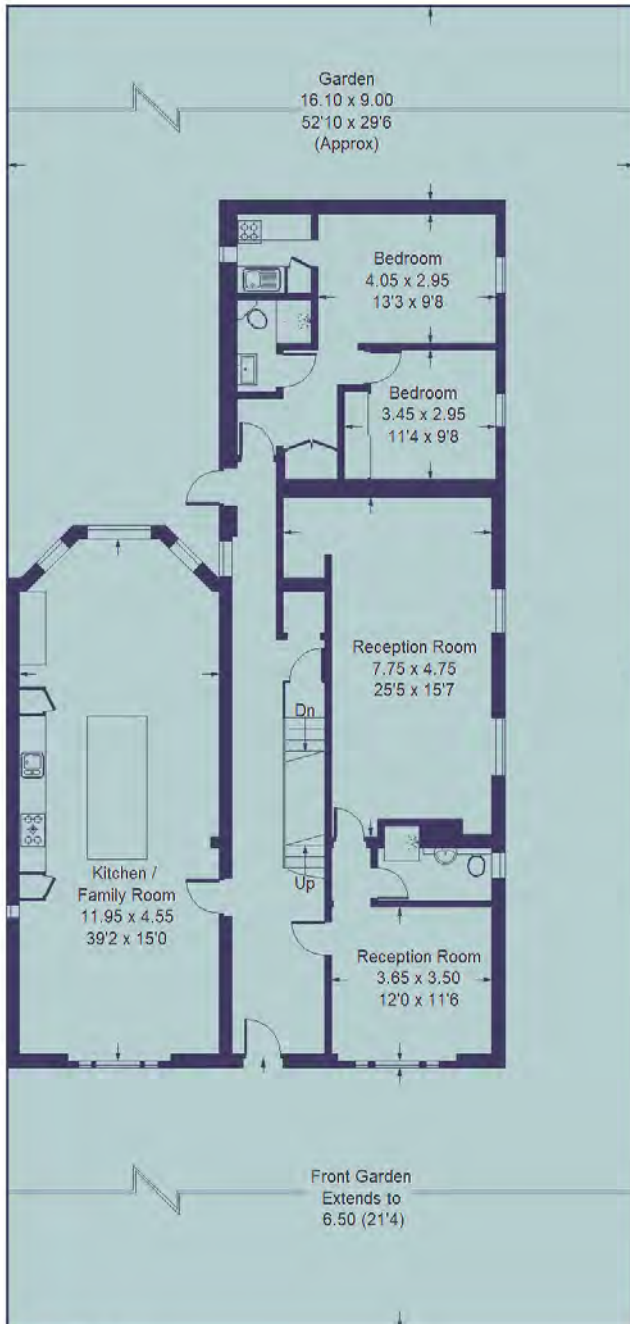 Garden
16.10 x 9.00
52'10 x 29'6
(Approx)
Bedroom
4.05 x 2.95
13'3 x 9'8
Bedroom
3.45 x 2.95
11'4 x 9'8
Reception Room
7.75 x 4.75
25'5 x 15'7
Dn
Up
Kitchen /
Family Room
11.95 x 4.55
39'2 x 15'0
Reception Room
3.65 x 3.50
12'0 x 11'6
Front Garden
Extends to
6.50 (21'4)